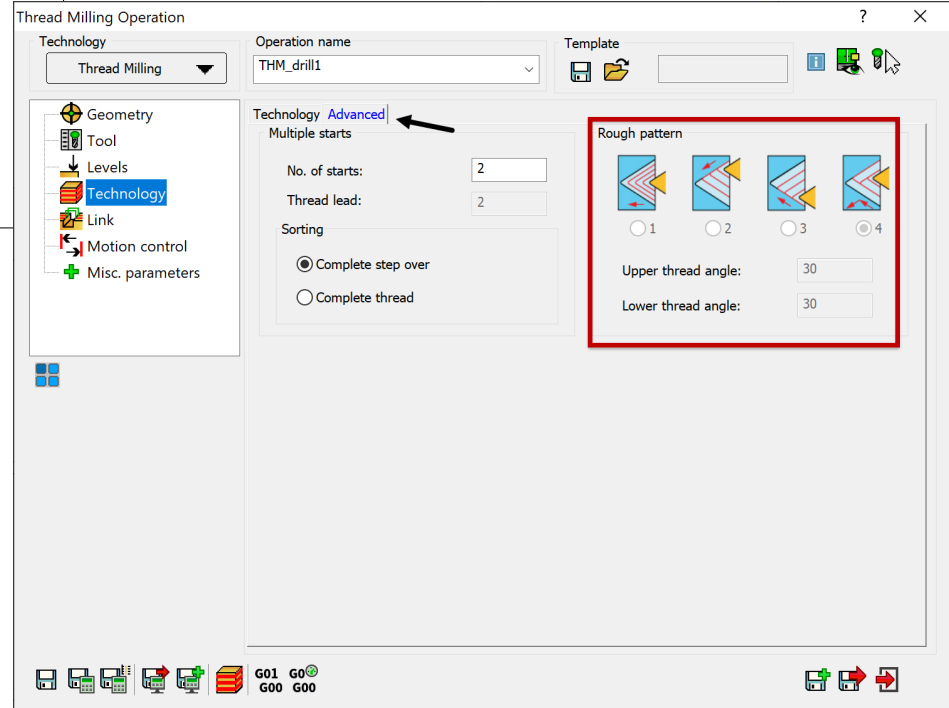 Thread Milling Operation
?
Technology
Thread Milling
Operation name
THM_drill1
Template
Geometry
Tool
Levels
Technology
Link
Motion control
Misc. parameters
Technology Advanced
Multiple starts
No. of starts: 2
Thread lead: 2
Sorting
Complete step over
Complete thread
Rough pattern
1 2 3 4
Upper thread angle: 30
Lower thread angle: 30
G01 G0
G00 G00